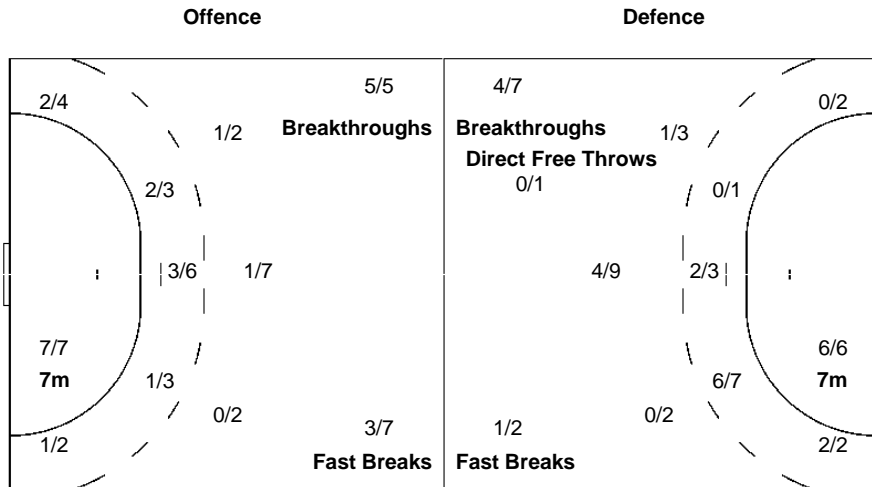 Offence Defence
5/5 4/7
2/4 0/2
1/2 Breakthroughs Breakthroughs 1/3
Direct Free Throws
2/3 0/1 0/1
3/6 1/7 4/9 2/3
7/7 6/6
7m 1/3 6/7 7m
0/2 0/2
3/7 1/2
1/2 2/2
Fast Breaks Fast Breaks